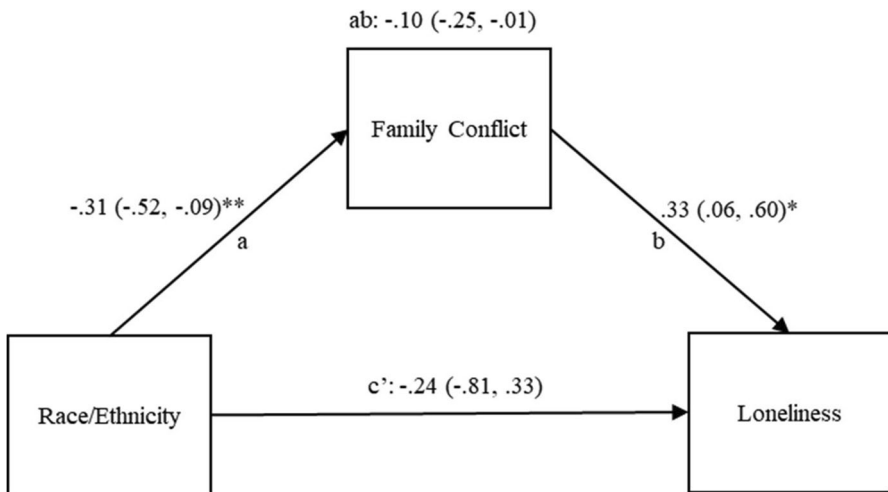 ab: -.10 (-.25, -.01)
Family Conflict
-.31 (-.52, -.09)**
a
.33 (.06, .60)*
b
c’: -.24 (-.81, .33)
Race/Ethnicity
Loneliness